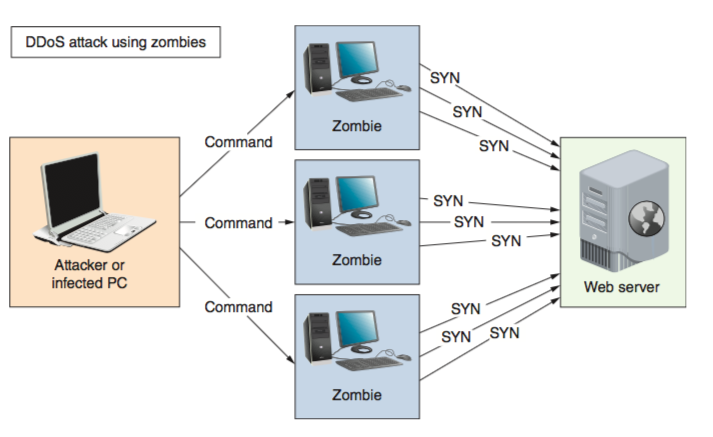 DDoS attack using zombies
Zombie
SYN
SYN
SYN
Command
Attacker or
infected PC
Command
Zombie
SYN
SYN
SYN
Web server
Command
Zombie
SYN
SYN
SYN